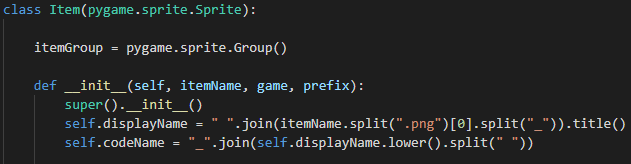 class Item(pygame.sprite.Sprite):
itemGroup = pygame.sprite.Group()
def __init__(self, itemName, game, prefix):
super().__init__()
self.displayName = " ".join(itemName.split(".png")[0].split("_")).title()
self.codeName = "_".join(self.displayName.lower().split(" "))